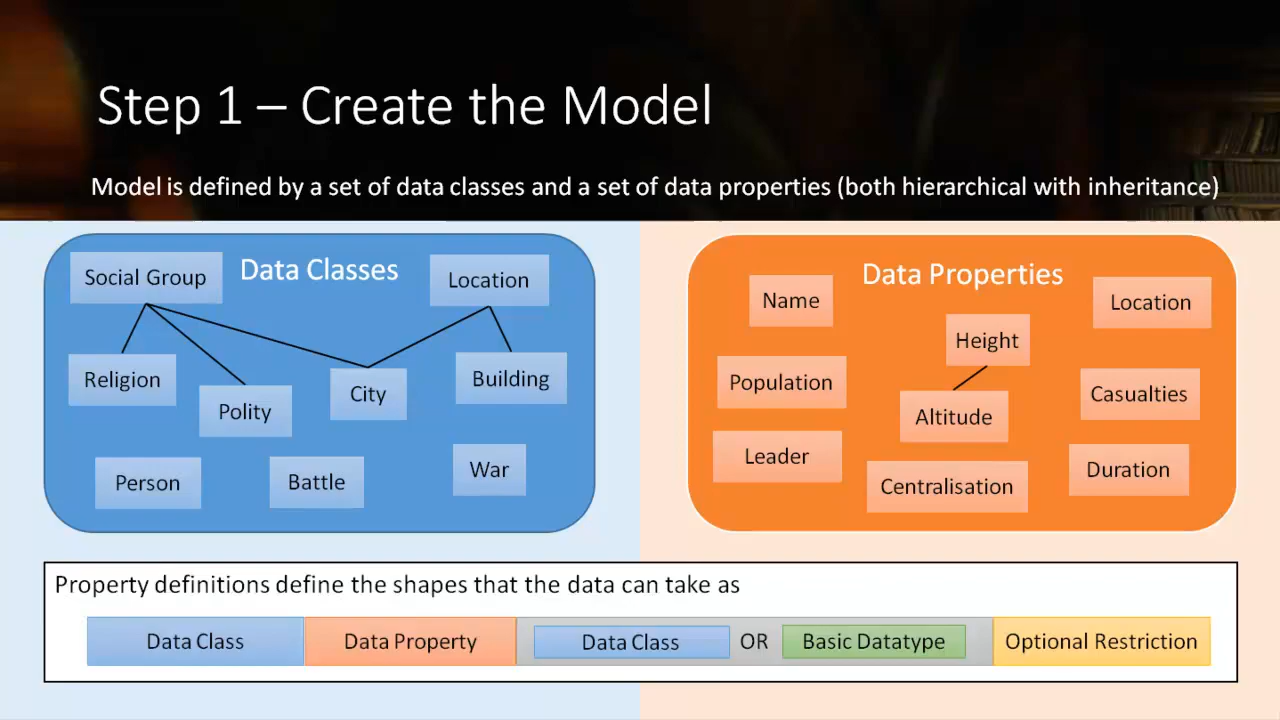 Step 1 – Create the Model
Model is defined by a set of data classes and a set of data properties (both hierarchical with inheritance)
Data Classes
Social Group
Location
Religion
Polity
City
Building
Person
Battle
War
Data Properties
Name
Location
Height
Population
Altitude
Casualties
Leader
Centralisation
Duration
Property definitions define the shapes that the data can take as
Data Class Data Property Data Class OR Basic Datatype Optional Restriction